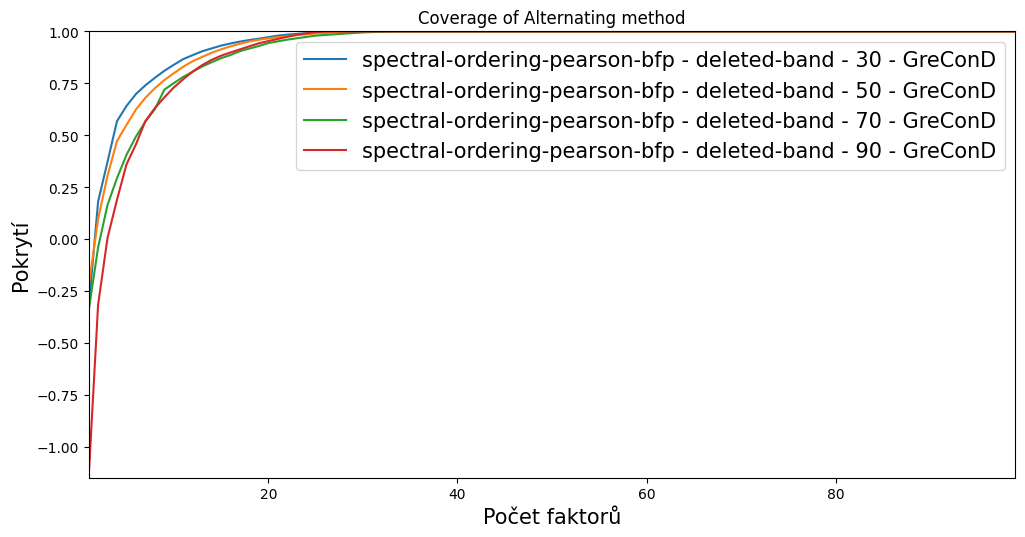 Coverage of Alternating method
1.00
0.75
0.50
0.25
0.00
−0.25
−0.50
−0.75
−1.00
Pokrytí
spectral-ordering-pearson-bfp - deleted-band - 30 - GreConD
spectral-ordering-pearson-bfp - deleted-band - 50 - GreConD
spectral-ordering-pearson-bfp - deleted-band - 70 - GreConD
spectral-ordering-pearson-bfp - deleted-band - 90 - GreConD
20 40 60 80
Počet faktorů